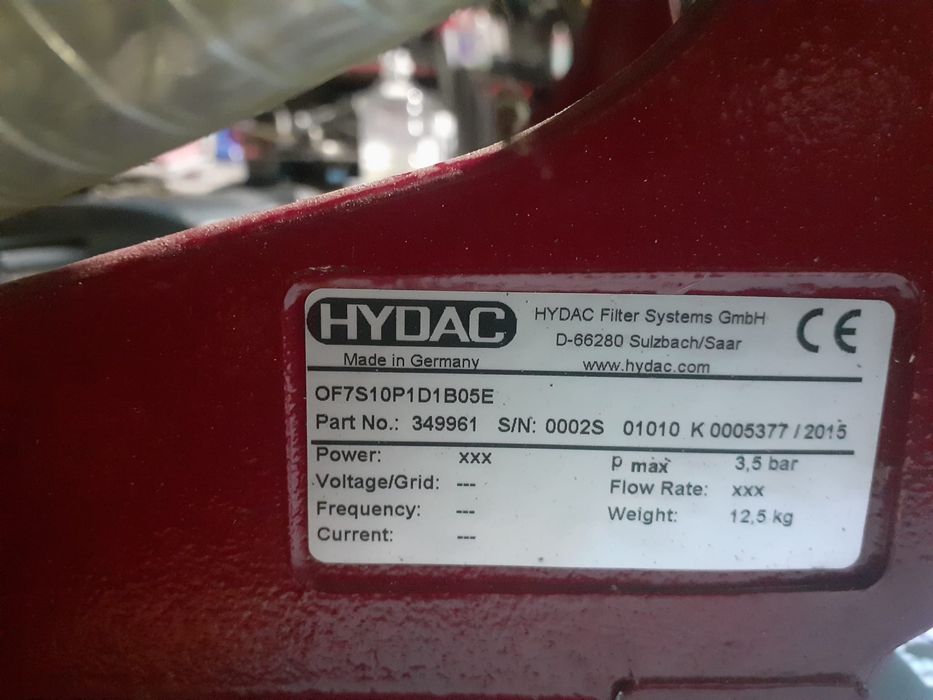 HYDAC
Made in Germany
HYDAC Filter Systems GmbH
D-66280 Sulzbach/Saar
www.hydac.com
CE
OF7S10P1D1B05E
Part No.: 349961 S/N: 0002S 01010 K 0005377 / 2015
Power: xxx
Voltage/Grid: ---
Frequency: ---
Current: ---
p max 3,5 bar
Flow Rate: xxx
Weight: 12,5 kg